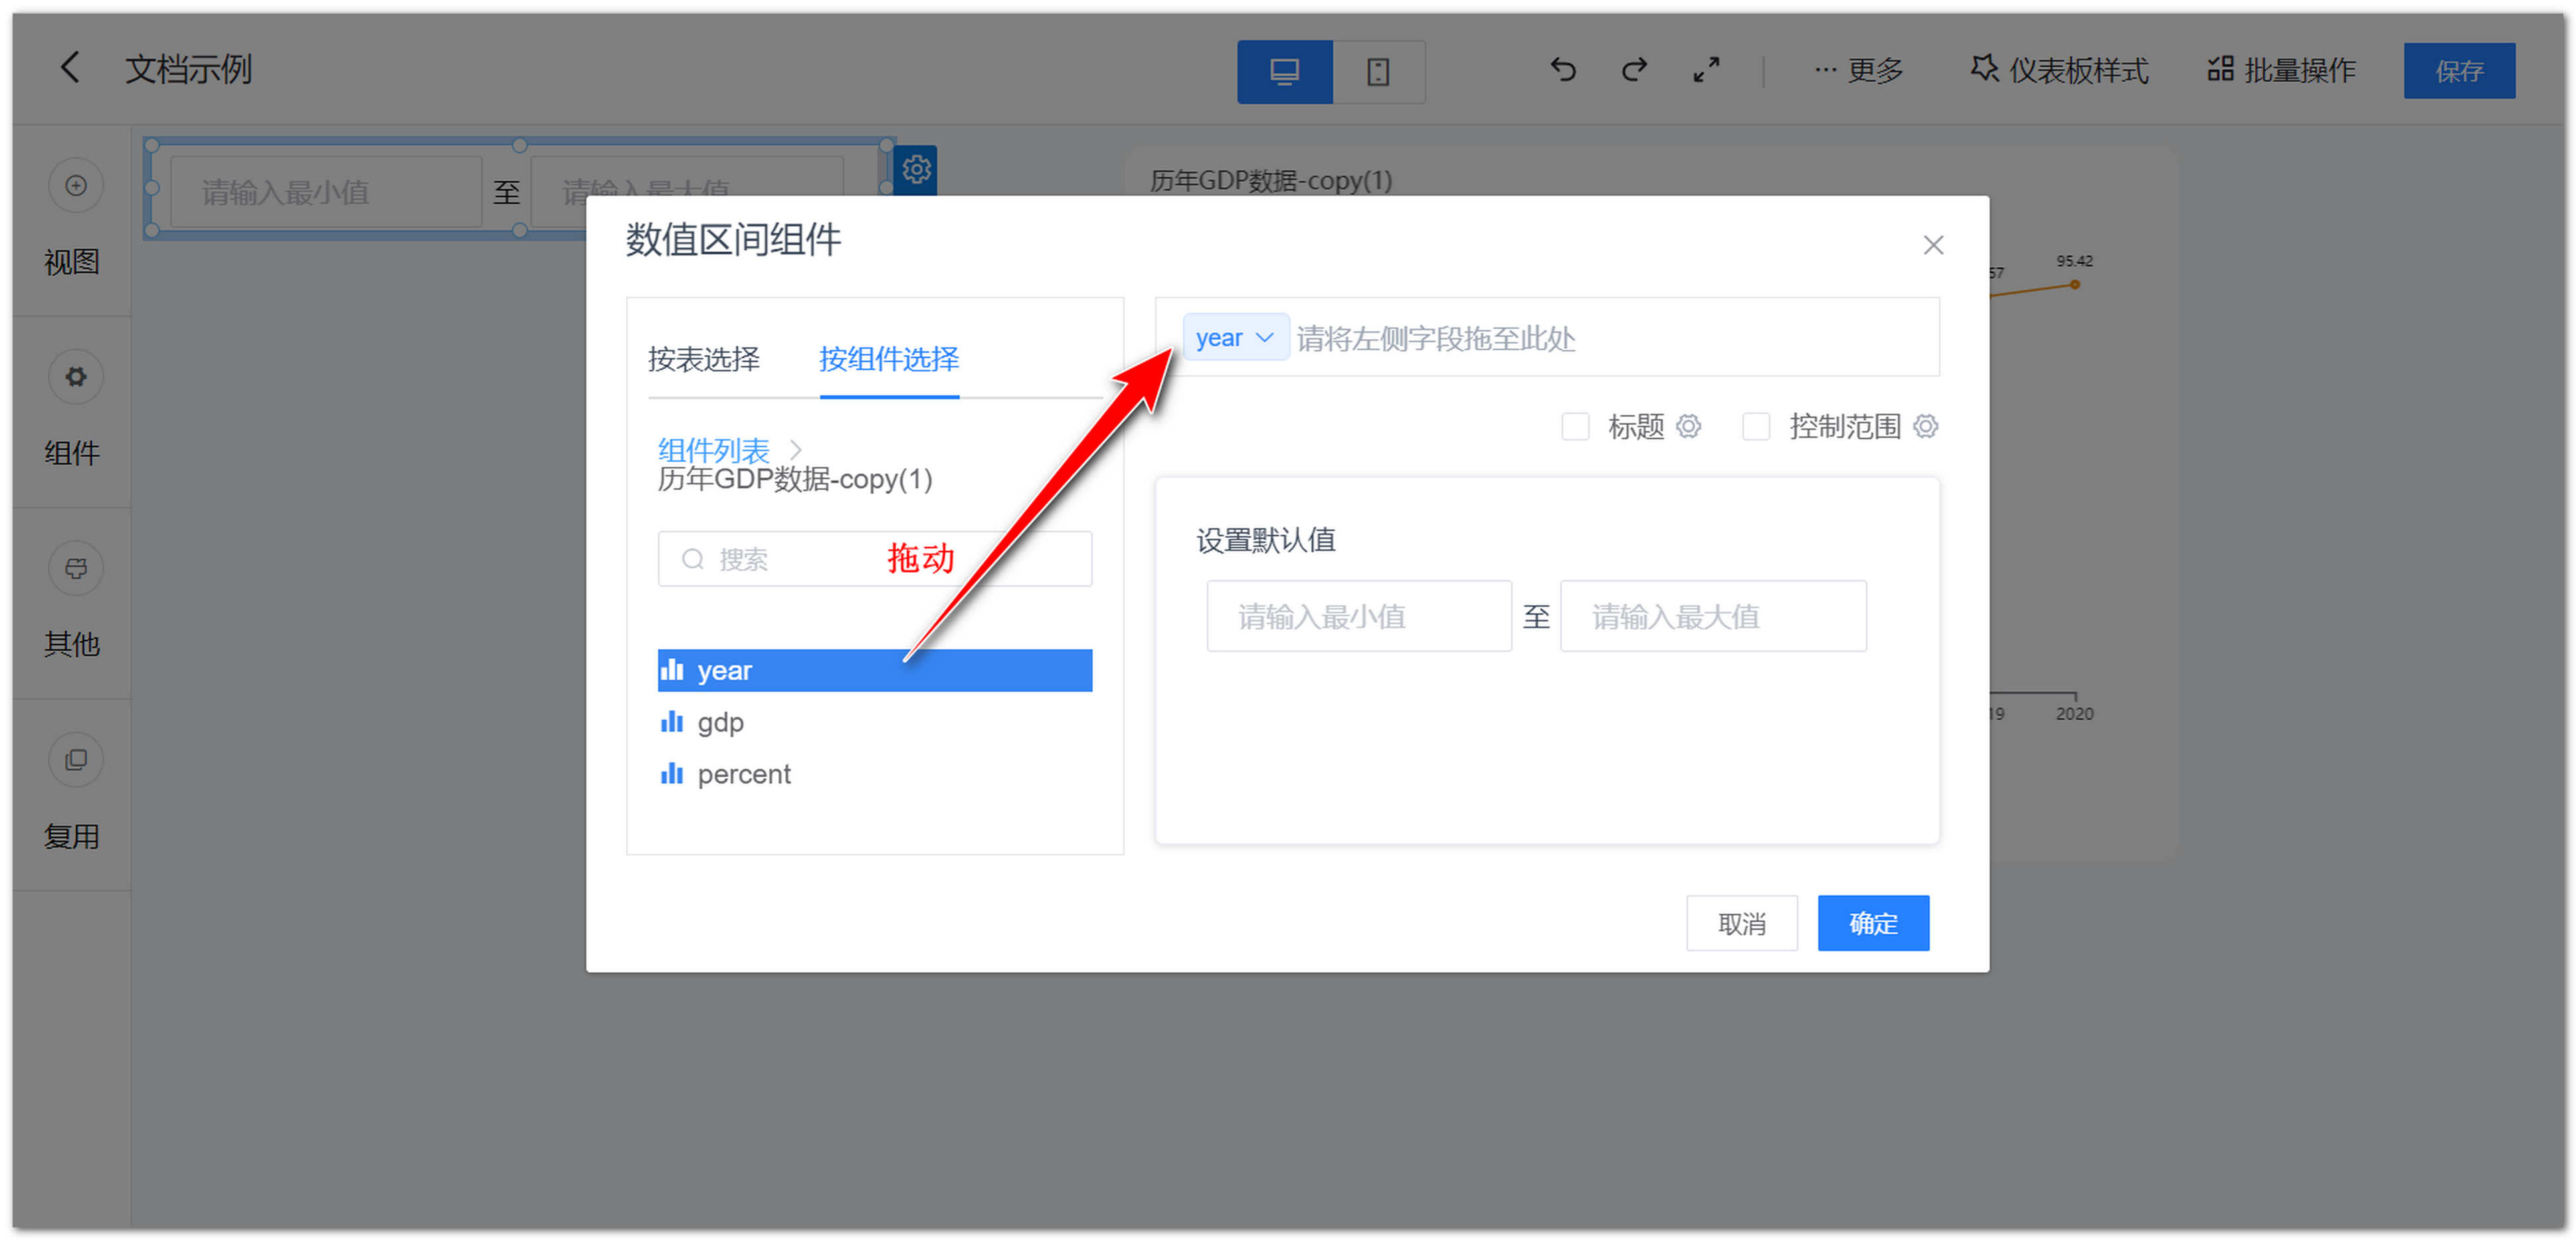 文档示例
更多
仪表板样式
批量操作
保存
视图
组件
其他
复用
请输入最小值 至 请输入最大值
历年GDP数据-copy(1)
57
95.42
19
2020
数值区间组件
按表选择
按组件选择
组件列表
历年GDP数据-copy(1)
搜索
拖动
year
gdp
percent
year 请将左侧字段拖至此处
标题
控制范围
设置默认值
请输入最小值 至 请输入最大值
取消
确定